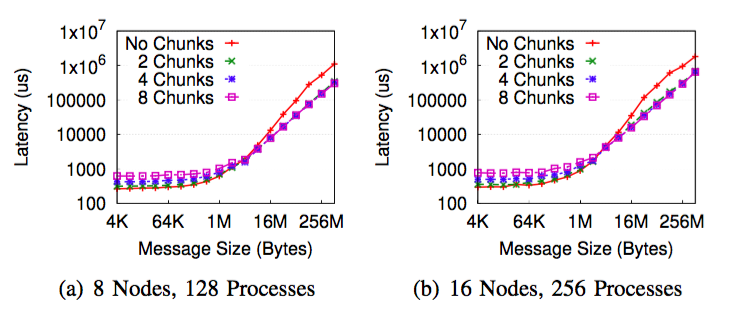 1x10^7
1x10^6
100000
10000
1000
100
Latency (us)
No Chunks
2 Chunks
4 Chunks
8 Chunks
4K 64K 1M 16M 256M
Message Size (Bytes)
(a) 8 Nodes, 128 Processes
1x10^7
1x10^6
100000
10000
1000
100
Latency (us)
No Chunks
2 Chunks
4 Chunks
8 Chunks
4K 64K 1M 16M 256M
Message Size (Bytes)
(b) 16 Nodes, 256 Processes